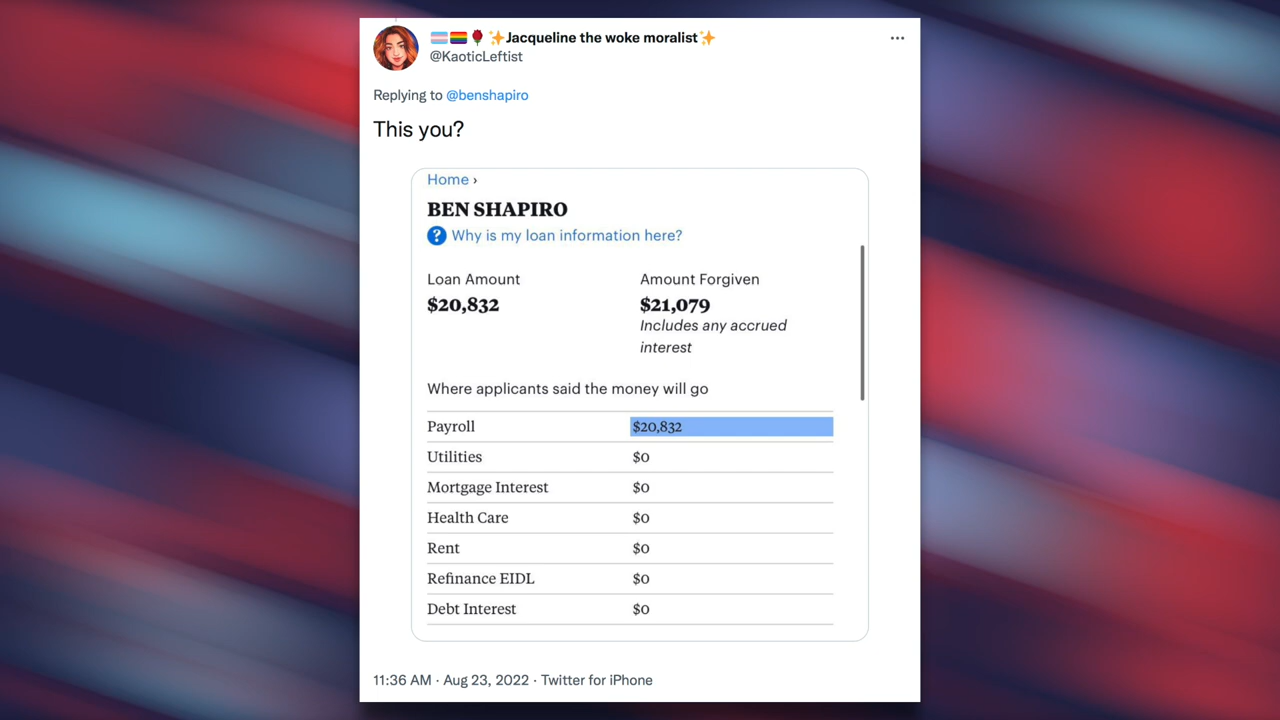 Jacqueline the woke moralist
@KaoticLeftist
Replying to @benshapiro
This you?
Home ›
BEN SHAPIRO
? Why is my loan information here?
Loan Amount Amount Forgiven
$20,832 $21,079
Includes any accrued
interest
Where applicants said the money will go
Payroll $20,832
Utilities $0
Mortgage Interest $0
Health Care $0
Rent $0
Refinance EIDL $0
Debt Interest $0
11:36 AM · Aug 23, 2022 · Twitter for iPhone